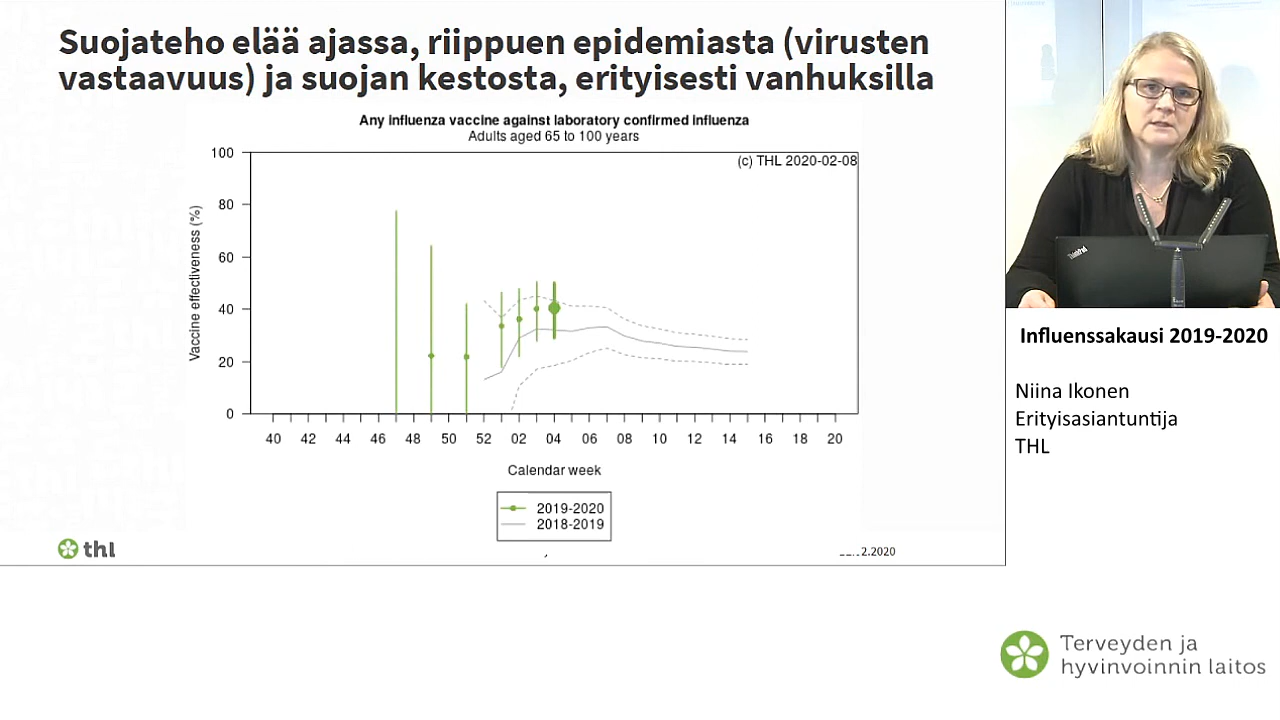 Suojateho elää ajassa, riippuen epidemiasta (virusten
vastaavuus) ja suojan kestosta, erityisesti vanhuksilla
Any influenza vaccine against laboratory confirmed influenza
Adults aged 65 to 100 years
(c) THL 2020-02-08
Vaccine effectiveness (%)
100
80
60
40
20
0
40 42 44 46 48 50 52 02 04 06 08 10 12 14 16 18 20
Calendar week
2019-2020
2018-2019
thl
ThinkPad
Influenssakausi 2019-2020
Niina Ikonen
Erityisasiantuntija
THL
Terveyden ja
hyvinvoinnin laitos